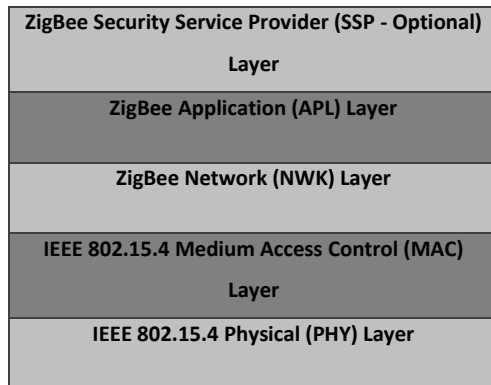 ZigBee Security Service Provider (SSP - Optional)
Layer
ZigBee Application (APL) Layer
ZigBee Network (NWK) Layer
IEEE 802.15.4 Medium Access Control (MAC)
Layer
IEEE 802.15.4 Physical (PHY) Layer